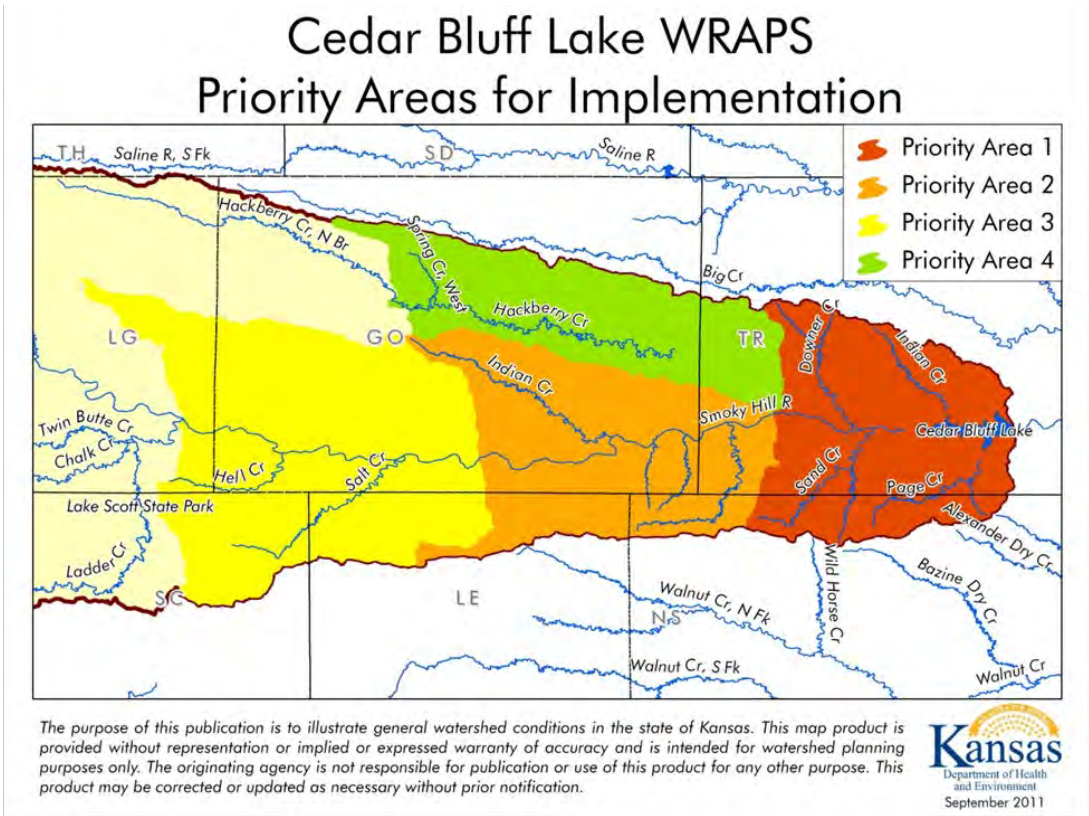 Cedar Bluff Lake WRAPS
Priority Areas for Implementation
TH
Saline R, S Fk
SD
Saline R
Priority Area 1
Priority Area 2
Priority Area 3
Priority Area 4
Hackberry Cr, N Br
Spring Cr, West
Big Cr
Hackberry Cr
LG
GO
TR
Downer Cr
Indian Cr
Indian Cr
Smoky Hill R
Cedar Bluff Lake
Twin Butte Cr
Chalk Cr
Hell Cr
Salt Cr
Sand Cr
Page Cr
Lake Scott State Park
Alexander Dry Cr
Ladder Cr
Wild Horse Cr
Bazine Dry Cr
SC
LE
Walnut Cr, N Fk
NS
Walnut Cr, S Fk
Walnut Cr
The purpose of this publication is to illustrate general watershed conditions in the state of Kansas. This map product is
provided without representation or implied or expressed warranty of accuracy and is intended for watershed planning
purposes only. The originating agency is not responsible for publication or use of this product for any other purpose. This
product may be corrected or updated as necessary without prior notification.
Kansas
Department of Health
and Environment
September 2011